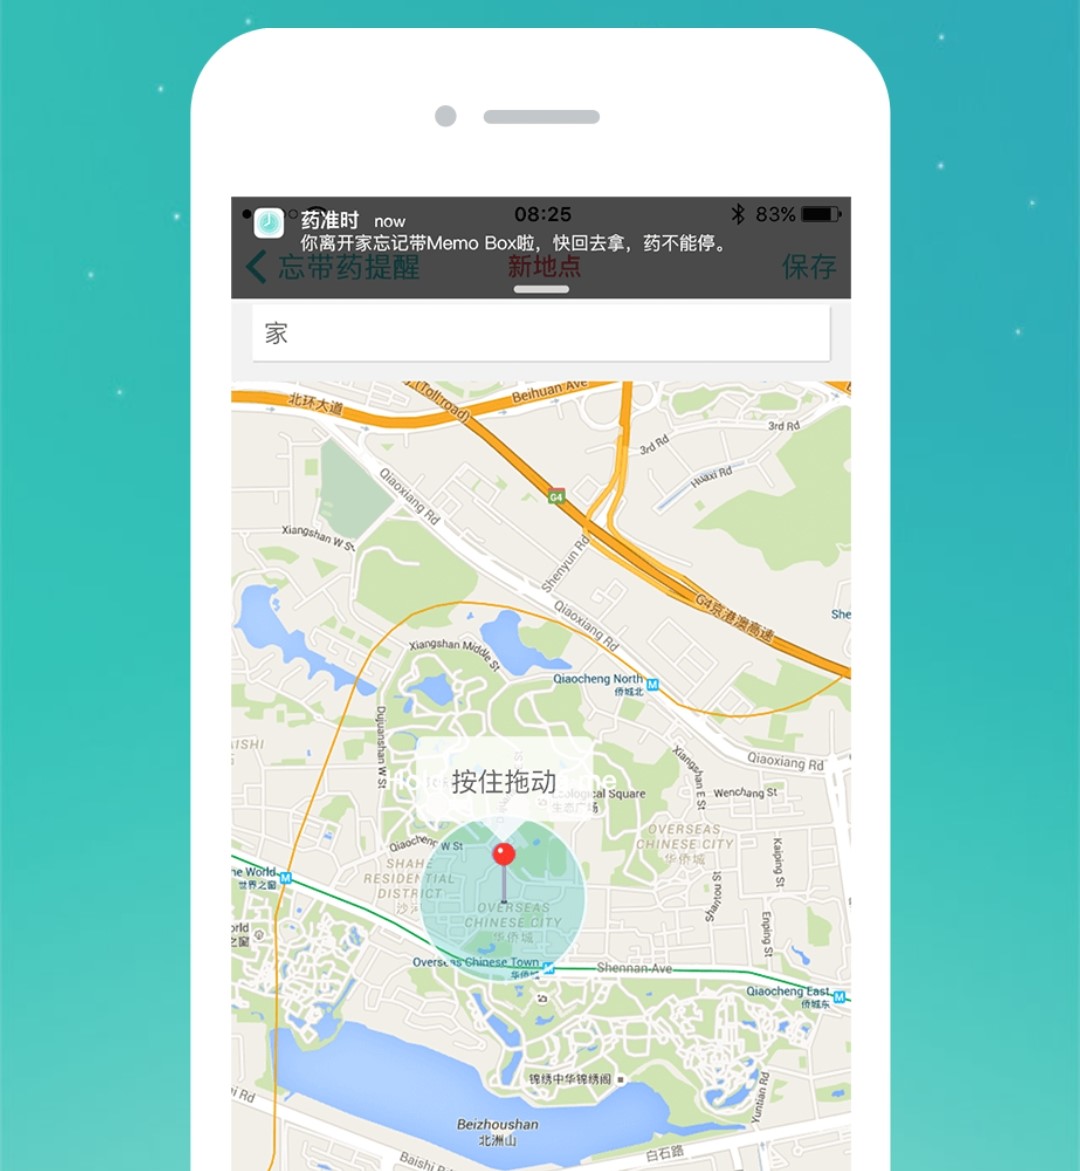 药准时 now
08:25
83%
你离开家忘记带Memo Box啦，快回去拿，药不能停。
忘带药提醒
新地点
保存
家
北环大道
(Toll road)
Beihuan Ave
3rd Rd
3rd Rd
Huaxi Rd
Qiaoxiang Rd
G4
Xiangshan W St
Shenyun Rd
G4京港澳高速
Qiaoxiang Rd
She
Xiangshan Middle St
Qiaocheng North
侨城北
Dujuanshan W St
AISHI
Xiangshan E St
Qiaoxiang Rd
按住拖动
Ecological Square
生态广场
Wenchang St
OVERSEAS
CHINESE CITY
华侨城
Qiaocheng W St
SHAHE
RESIDENTIAL
DISTRICT
沙河
Kaiping St
he World
世界之窗
Shantou St
OVERSEAS
CHINESE CITY
华侨城
Enping St
orld
之窗
Overseas Chinese Town
华侨城
Shennan Ave
Qiaocheng East
侨城东
锦绣中华锦绣阁
Yuntian Rd
i Rd
Beizhoushan
北洲山
白石路
Baishi R